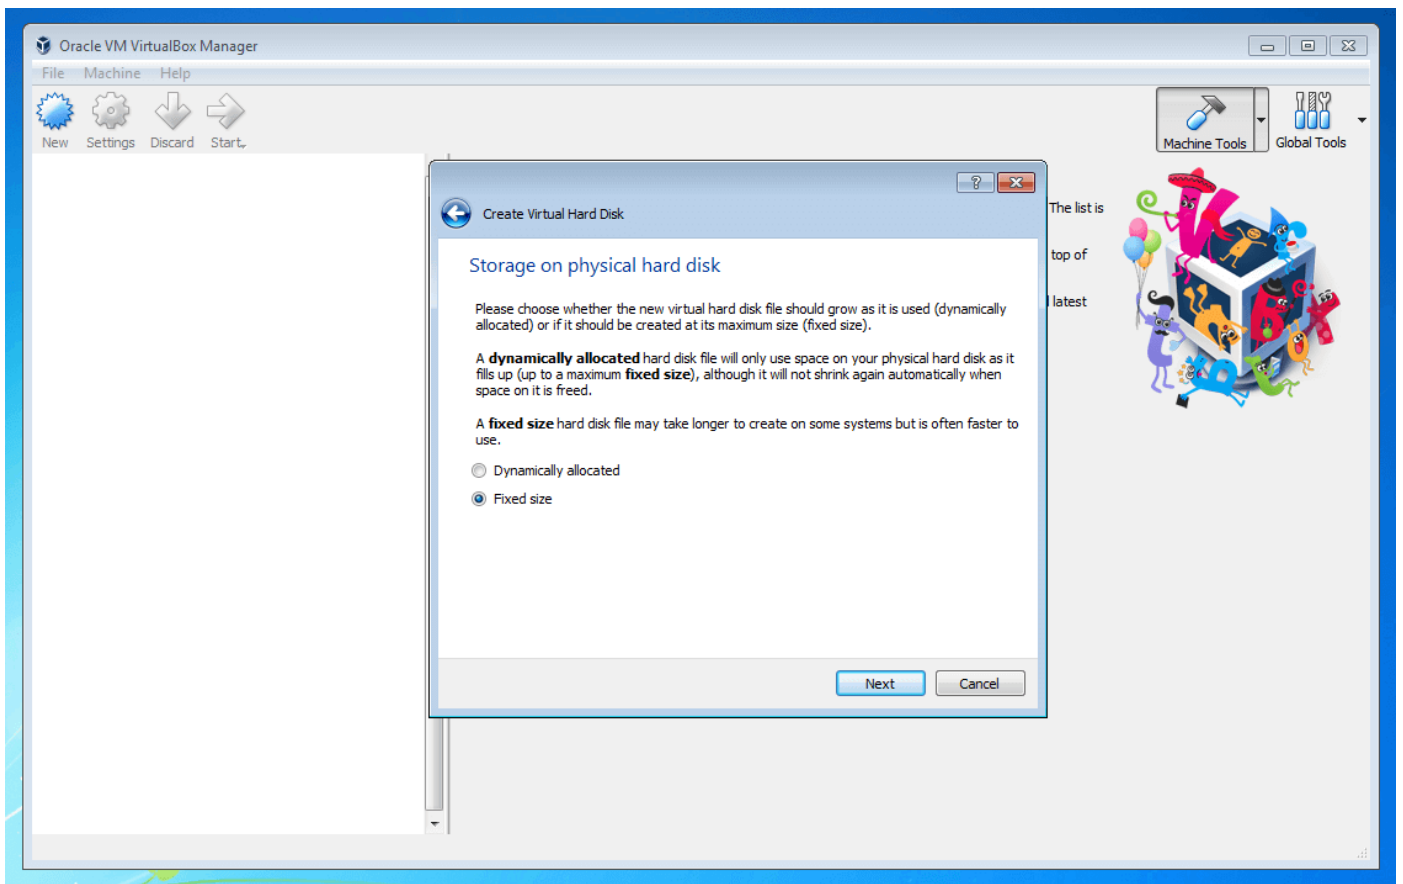 Oracle VM VirtualBox Manager
File Machine Help
New Settings Discard Start
Machine Tools Global Tools
The list is
top of
latest
Create Virtual Hard Disk
Storage on physical hard disk
Please choose whether the new virtual hard disk file should grow as it is used (dynamically
allocated) or if it should be created at its maximum size (fixed size).
A dynamically allocated hard disk file will only use space on your physical hard disk as it
fills up (up to a maximum fixed size), although it will not shrink again automatically when
space on it is freed.
A fixed size hard disk file may take longer to create on some systems but is often faster to
use.
Dynamically allocated
Fixed size
Next Cancel